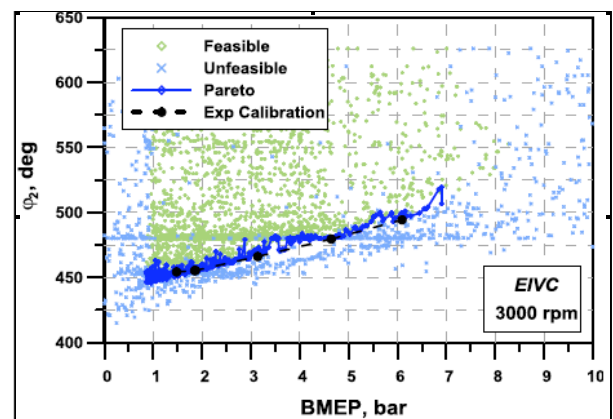 650
600
550
500
450
400
φ2, deg
Feasible
Unfeasible
Pareto
Exp Calibration
EIVC
3000 rpm
0 1 2 3 4 5 6 7 8 9 10
BMEP, bar